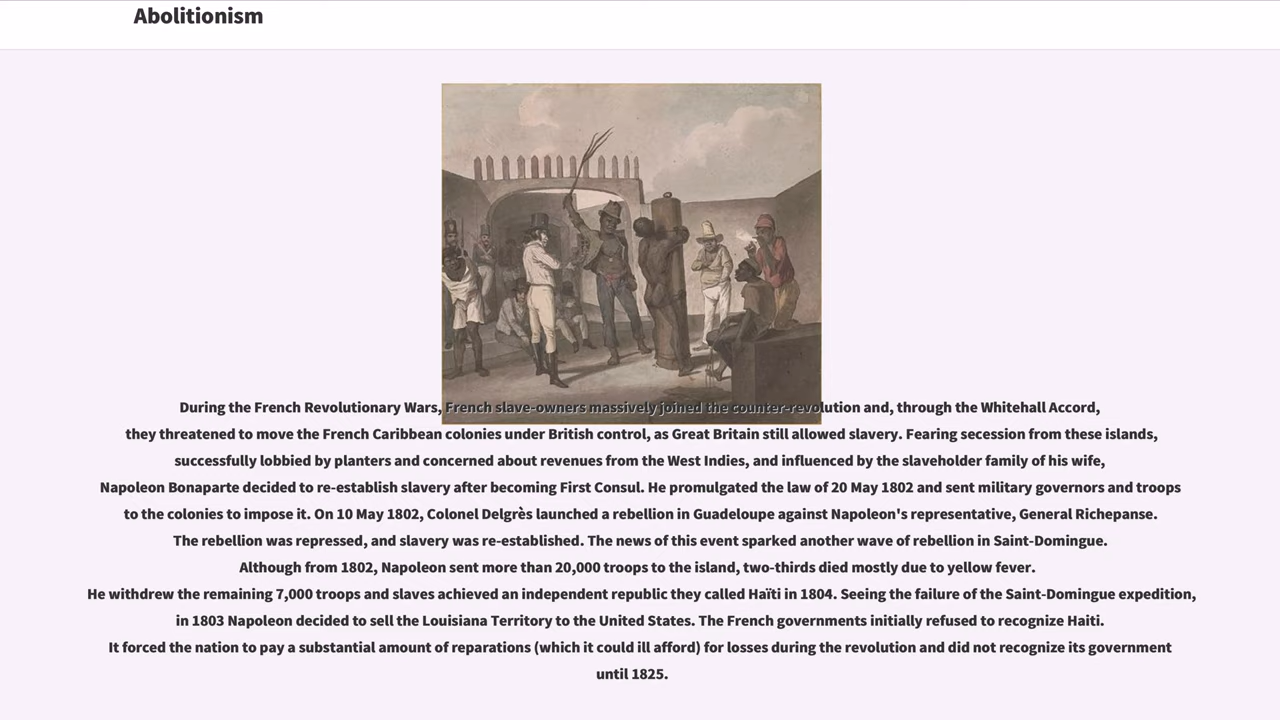 Abolitionism
During the French Revolutionary Wars, French slave-owners massively joined the counter-revolution and, through the Whitehall Accord,
they threatened to move the French Caribbean colonies under British control, as Great Britain still allowed slavery. Fearing secession from these islands,
successfully lobbied by planters and concerned about revenues from the West Indies, and influenced by the slaveholder family of his wife,
Napoleon Bonaparte decided to re-establish slavery after becoming First Consul. He promulgated the law of 20 May 1802 and sent military governors and troops
to the colonies to impose it. On 10 May 1802, Colonel Delgrès launched a rebellion in Guadeloupe against Napoleon's representative, General Richepanse.
The rebellion was repressed, and slavery was re-established. The news of this event sparked another wave of rebellion in Saint-Domingue.
Although from 1802, Napoleon sent more than 20,000 troops to the island, two-thirds died mostly due to yellow fever.
He withdrew the remaining 7,000 troops and slaves achieved an independent republic they called Haïti in 1804. Seeing the failure of the Saint-Domingue expedition,
in 1803 Napoleon decided to sell the Louisiana Territory to the United States. The French governments initially refused to recognize Haiti.
It forced the nation to pay a substantial amount of reparations (which it could ill afford) for losses during the revolution and did not recognize its government
until 1825.